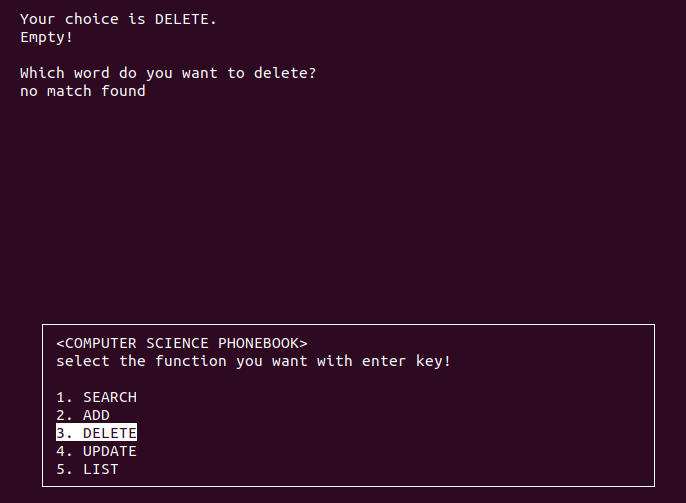 Your choice is DELETE.
Empty!
Which word do you want to delete?
no match found
<COMPUTER SCIENCE PHONEBOOK>
select the function you want with enter key!
1. SEARCH
2. ADD
3. DELETE
4. UPDATE
5. LIST